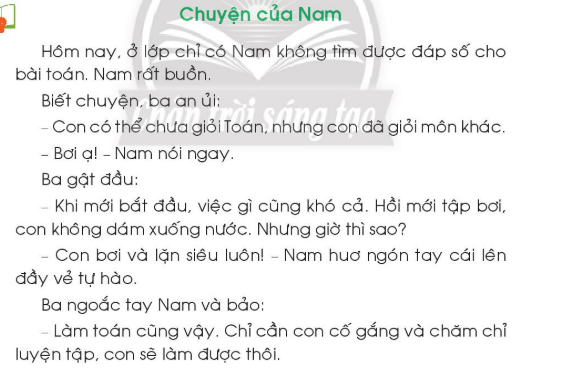 Chuyện của Nam
Hôm nay, ở lớp chỉ có Nam không tìm được đáp số cho
bài toán. Nam rất buồn.
Biết chuyện, ba an ủi:
– Con có thể chưa giỏi Toán, nhưng con đã giỏi môn khác.
– Bơi ạ! – Nam nói ngay.
Ba gật đầu:
– Khi mới bắt đầu, việc gì cũng khó cả. Hồi mới tập bơi,
con không dám xuống nước. Nhưng giờ thì sao?
– Con bơi và lặn siêu luôn! – Nam huơ ngón tay cái lên
đầy vẻ tự hào.
Ba ngoắc tay Nam và bảo:
– Làm toán cũng vậy. Chỉ cần con cố gắng và chăm chỉ
luyện tập, con sẽ làm được thôi.
Chân trời sáng tạo